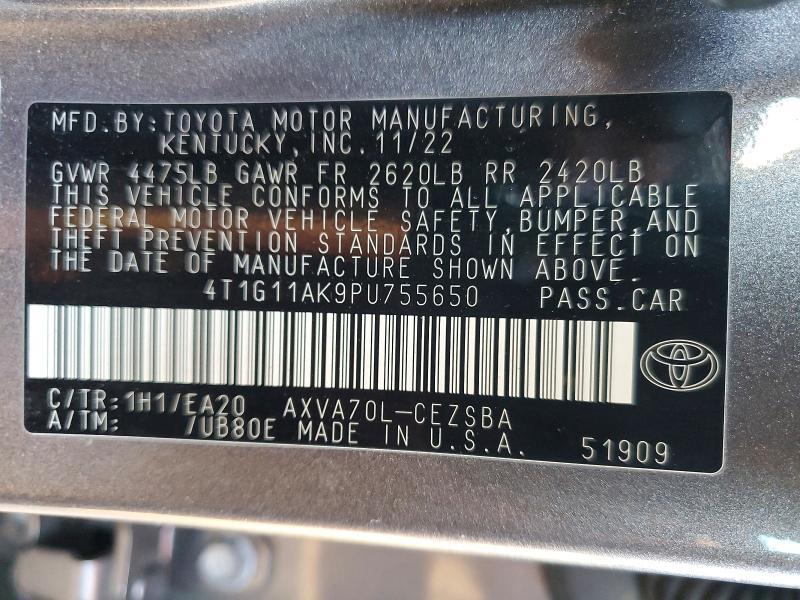 MFD.BY:TOYOTA MOTOR MANUFACTURING,
KENTUCKY,INC.11/22
GVWR 4475LB GAWR FR 2620LB RR 2420LB
THIS VEHICLE CONFORMS TO ALL APPLICABLE
FEDERAL MOTOR VEHICLE SAFETY,BUMPER,AND
THEFT PREVENTION STANDARDS IN EFFECT ON
THE DATE OF MANUFACTURE SHOWN ABOVE.
4T1G11AK9PU755650 PASS.CAR
C/TR:1H1/EA20 AXVA70L-CEZSBA
A/TM: /UB80E MADE IN U.S.A. 51909